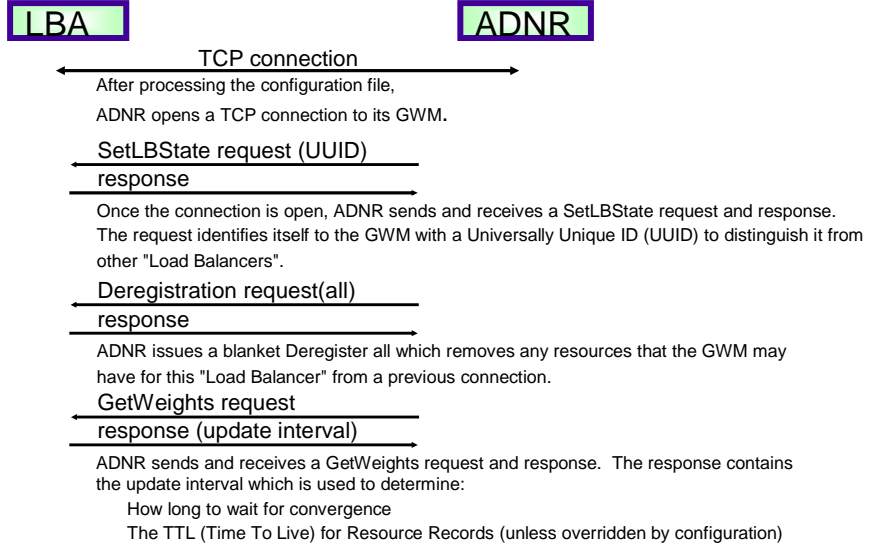 LBA
ADNR
TCP connection
After processing the configuration file,
ADNR opens a TCP connection to its GWM.
SetLBState request (UUID)
response
Once the connection is open, ADNR sends and receives a SetLBState request and response.
The request identifies itself to the GWM with a Universally Unique ID (UUID) to distinguish it from
other "Load Balancers".
Deregistration request(all)
response
ADNR issues a blanket Deregister all which removes any resources that the GWM may
have for this "Load Balancer" from a previous connection.
GetWeights request
response (update interval)
ADNR sends and receives a GetWeights request and response.  The response contains
the update interval which is used to determine:
How long to wait for convergence
The TTL (Time To Live) for Resource Records (unless overridden by configuration)